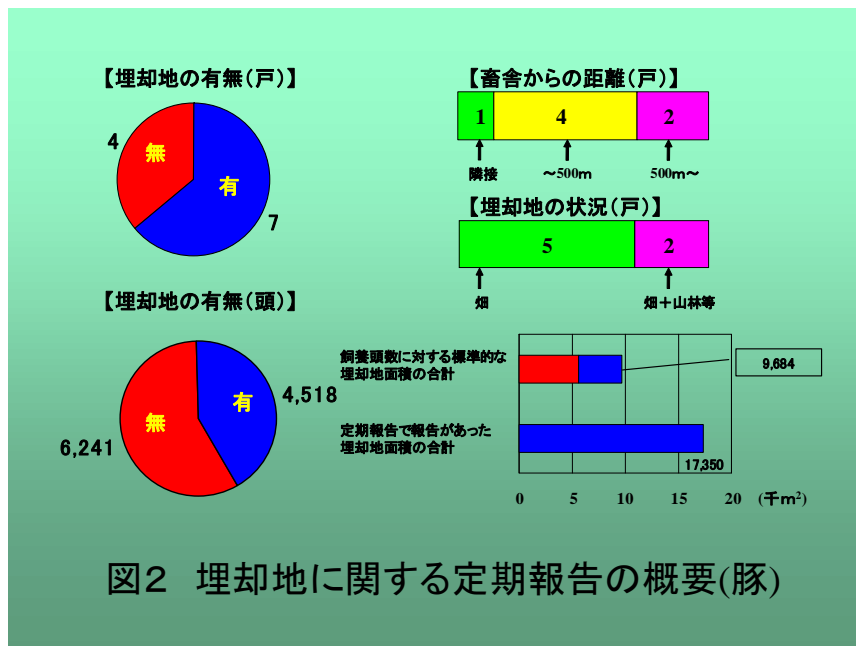 【埋却地の有無(戸)】
4
無
有
7
【畜舎からの距離(戸)】
1 4 2
隣接 ～500m 500m～
【埋却地の状況(戸)】
5 2
畑 畑＋山林等
【埋却地の有無(頭)】
無
有
4,518
6,241
飼養頭数に対する標準的な
埋却地面積の合計
9,684
定期報告で報告があった
埋却地面積の合計
17,350
0 5 10 15 20 (千m²)
図２ 埋却地に関する定期報告の概要(豚)